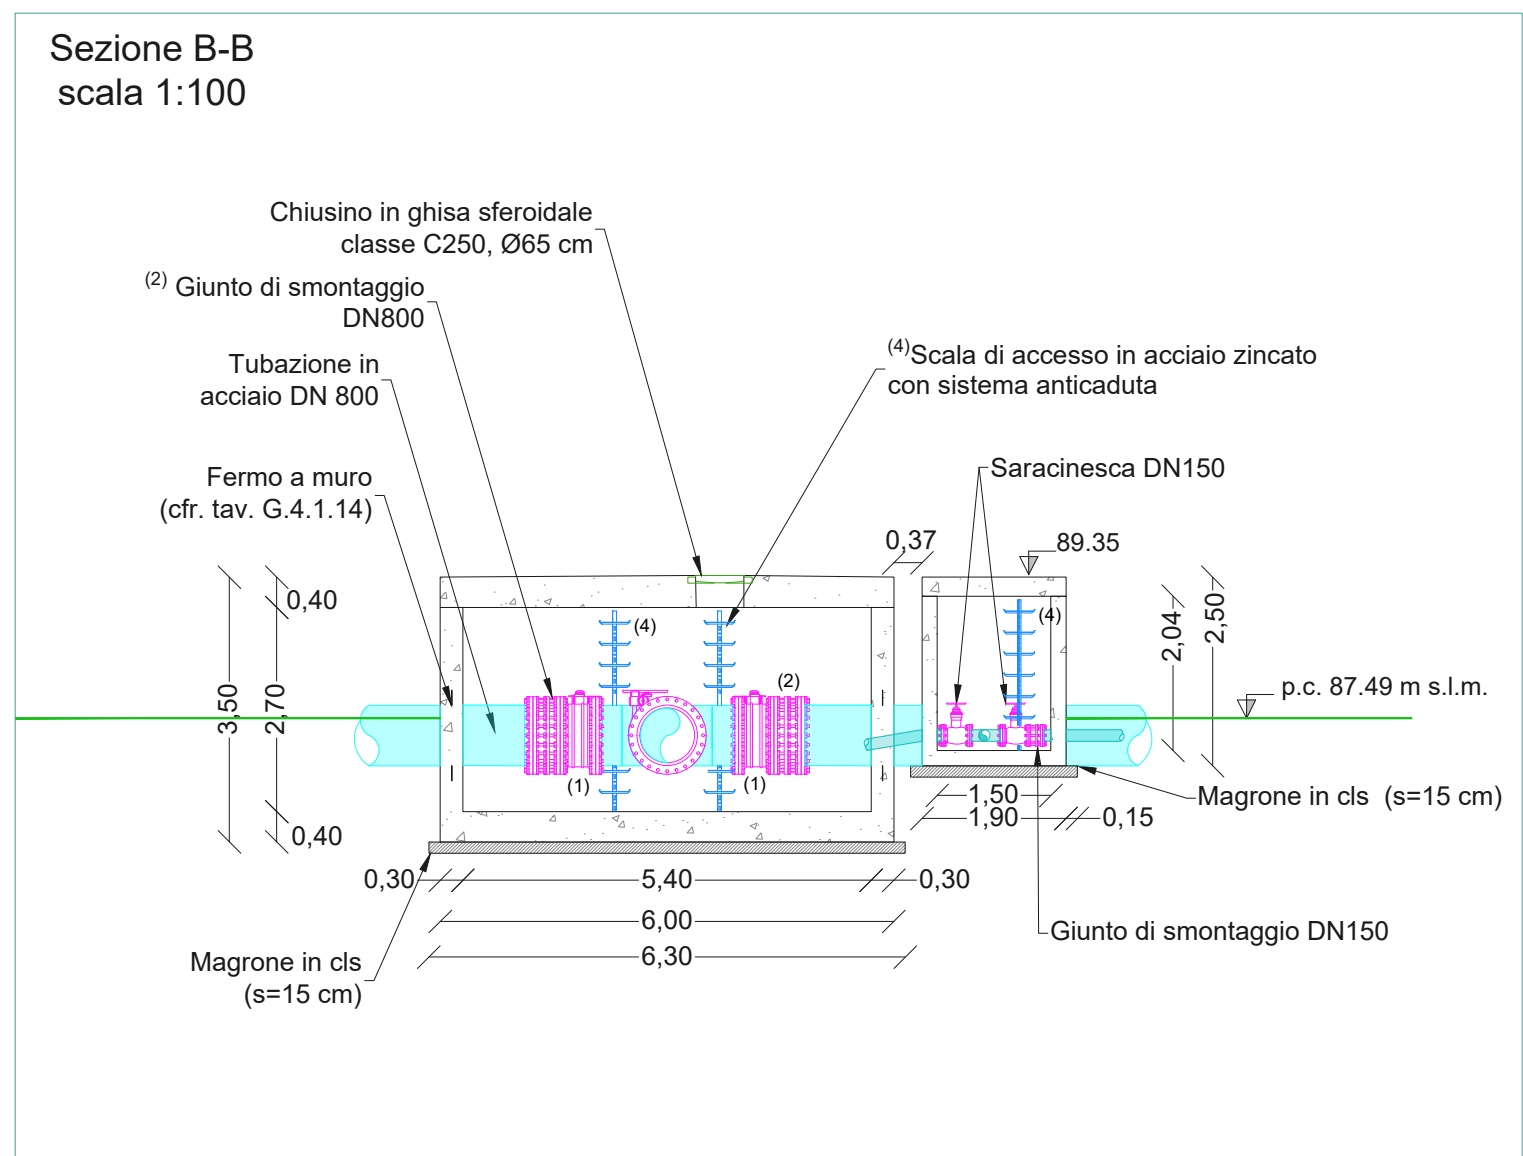 Sezione B-B
scala 1:100
Chiusino in ghisa sferoidale
classe C250, Ø65 cm
(2) Giunto di smontaggio
DN800
Tubazione in
acciaio DN 800
(4)Scala di accesso in acciaio zincato
con sistema anticaduta
Fermo a muro
(cfr. tav. G.4.1.14)
Saracinesca DN150
0,37
89.35
0,40
(4)
(4)
2,04
2,50
3,50
2,70
(2)
p.c. 87.49 m s.l.m.
(1)
(1)
1,50
Magrone in cls (s=15 cm)
1,90
0,15
0,40
0,30
5,40
0,30
6,00
Giunto di smontaggio DN150
6,30
Magrone in cls
(s=15 cm)